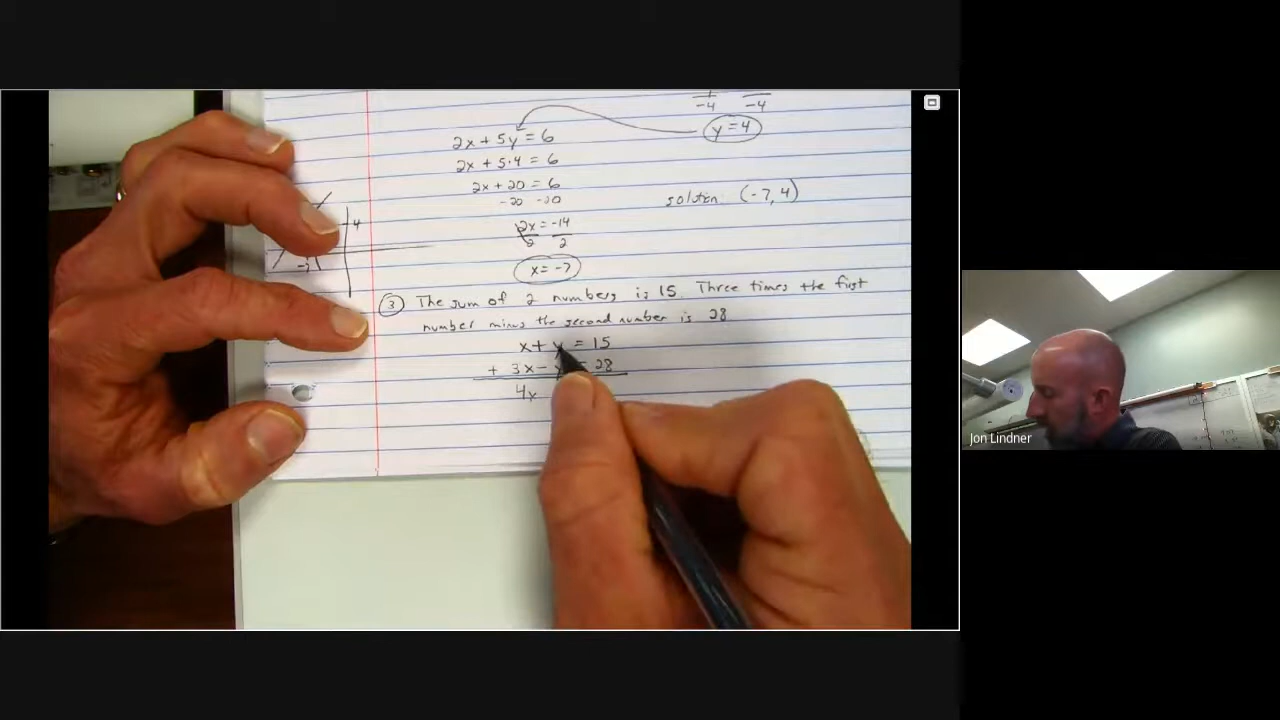 -4 -4
y = 4
2x + 5y = 6
2x + 5·4 = 6
2x + 20 = 6
-20 -20
solution (-7, 4)
2x = -14
2 2
x = -7
4
③ The sum of 2 numbers is 15. Three times the first
number minus the second number is 28
x + y = 15
+ 3x - y = 28
4x
Jon Lindner